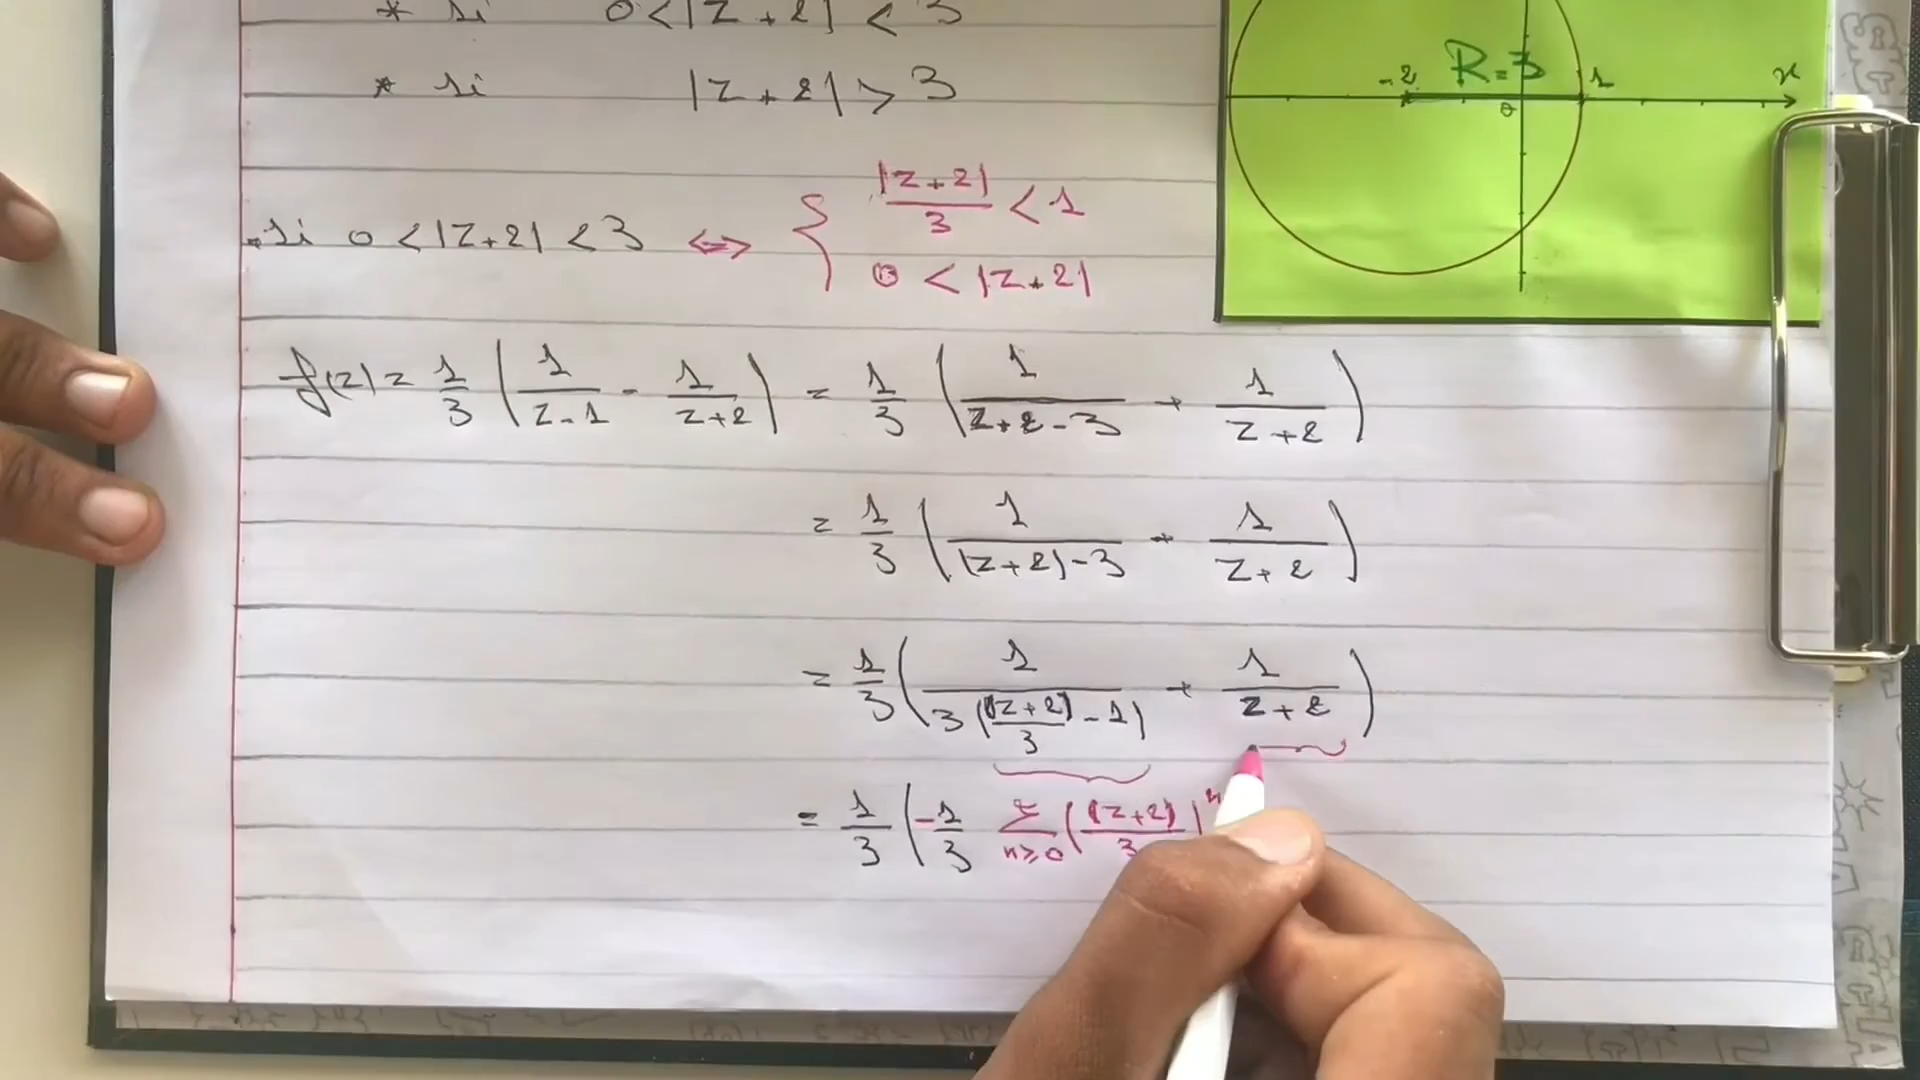 * si 0 < |z + 2| < 3
* si |z + 2| > 3
-2 R = 3 0 1 x
. si 0 < |z+2| < 3 <=> { |z+2|/3 < 1
0 < |z+2|
f(z) = 1/3 ( 1/(z-1) - 1/(z+2) ) = 1/3 ( 1/(z+2-3) + 1/(z+2) )
= 1/3 ( 1/((z+2)-3) + 1/(z+2) )
= 1/3 ( 1/(3((z+2)/3 - 1)) + 1/(z+2) )
= 1/3 ( -1/3 Σ n≥0 ( (z+2)/3 )^n